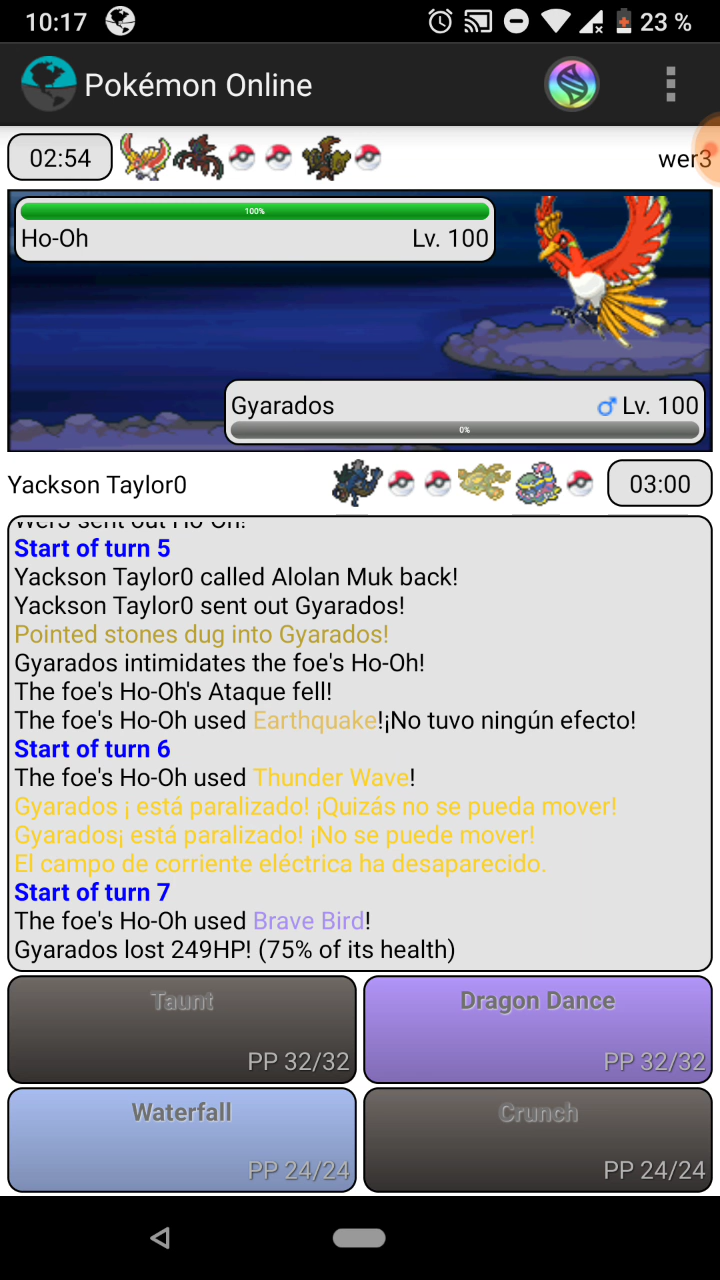 10:17
23 %
Pokémon Online
02:54
wer3
100%
Ho-Oh
Lv. 100
Gyarados
♂ Lv. 100
0%
Yackson Taylor0
03:00
Wer3 sent out Ho-Oh!
Start of turn 5
Yackson Taylor0 called Alolan Muk back!
Yackson Taylor0 sent out Gyarados!
Pointed stones dug into Gyarados!
Gyarados intimidates the foe's Ho-Oh!
The foe's Ho-Oh's Ataque fell!
The foe's Ho-Oh used Earthquake!¡No tuvo ningún efecto!
Start of turn 6
The foe's Ho-Oh used Thunder Wave!
Gyarados ¡ está paralizado! ¡Quizás no se pueda mover!
Gyarados¡ está paralizado! ¡No se puede mover!
El campo de corriente eléctrica ha desaparecido.
Start of turn 7
The foe's Ho-Oh used Brave Bird!
Gyarados lost 249HP! (75% of its health)
Taunt
PP 32/32
Dragon Dance
PP 32/32
Waterfall
PP 24/24
Crunch
PP 24/24